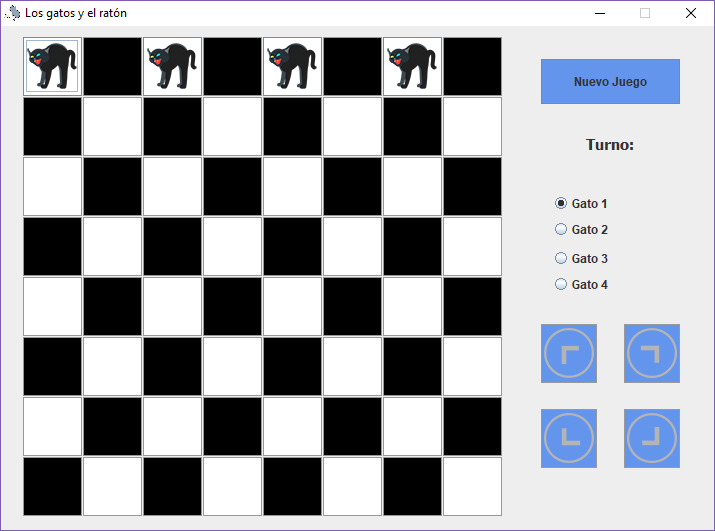 Los gatos y el ratón
Nuevo Juego
Turno:
Gato 1
Gato 2
Gato 3
Gato 4